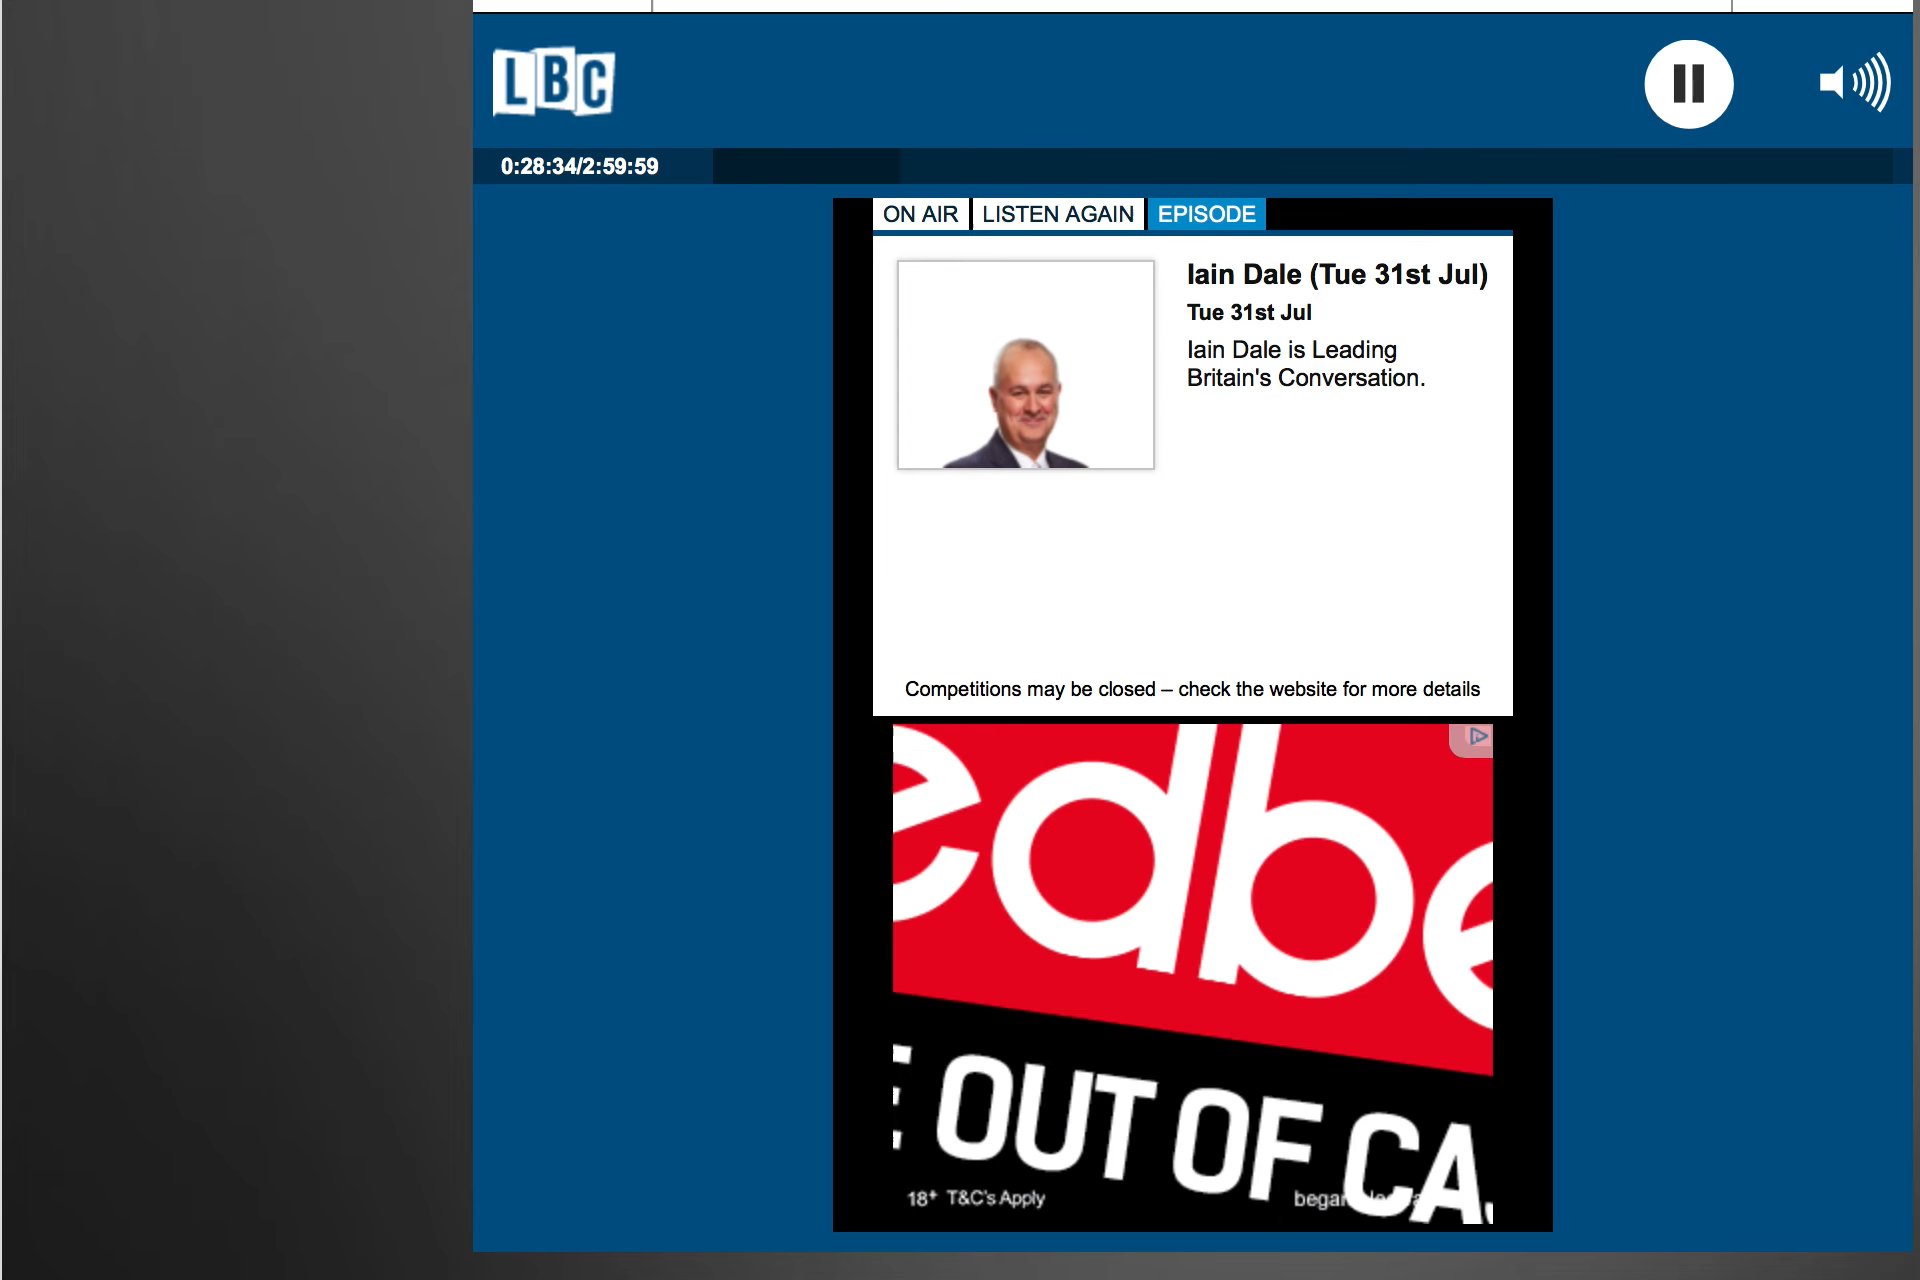 LBC
0:28:34/2:59:59
ON AIR LISTEN AGAIN EPISODE
Iain Dale (Tue 31st Jul)
Tue 31st Jul
Iain Dale is Leading
Britain's Conversation.
Competitions may be closed – check the website for more details
edbe
E OUT OF CA
18+ T&C's Apply